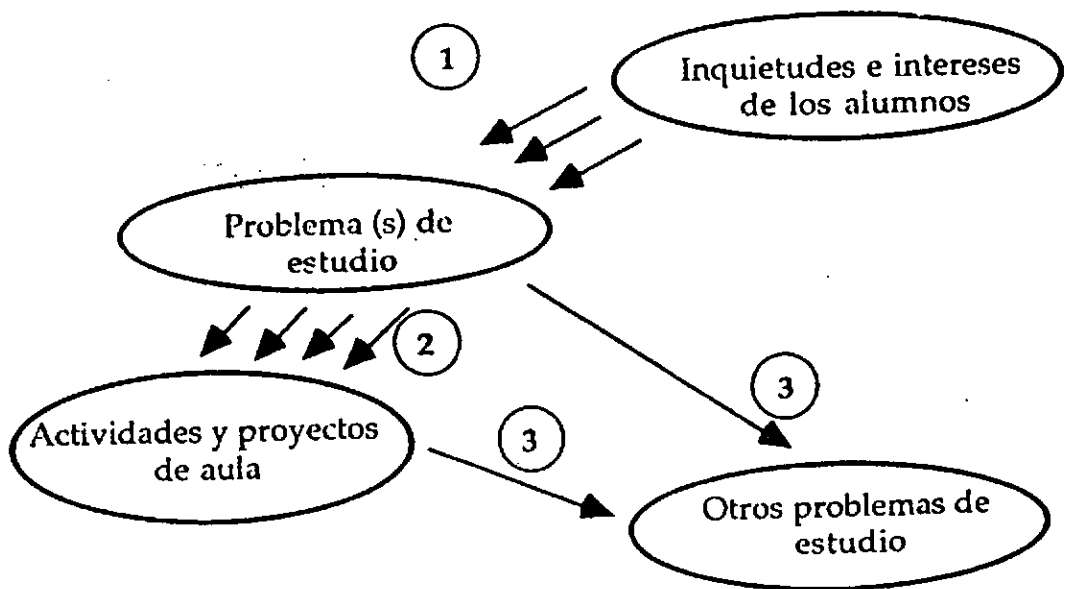 1
Inquietudes e intereses
de los alumnos
Problema (s) de
estudio
2
3
Actividades y proyectos
de aula
3
Otros problemas de
estudio